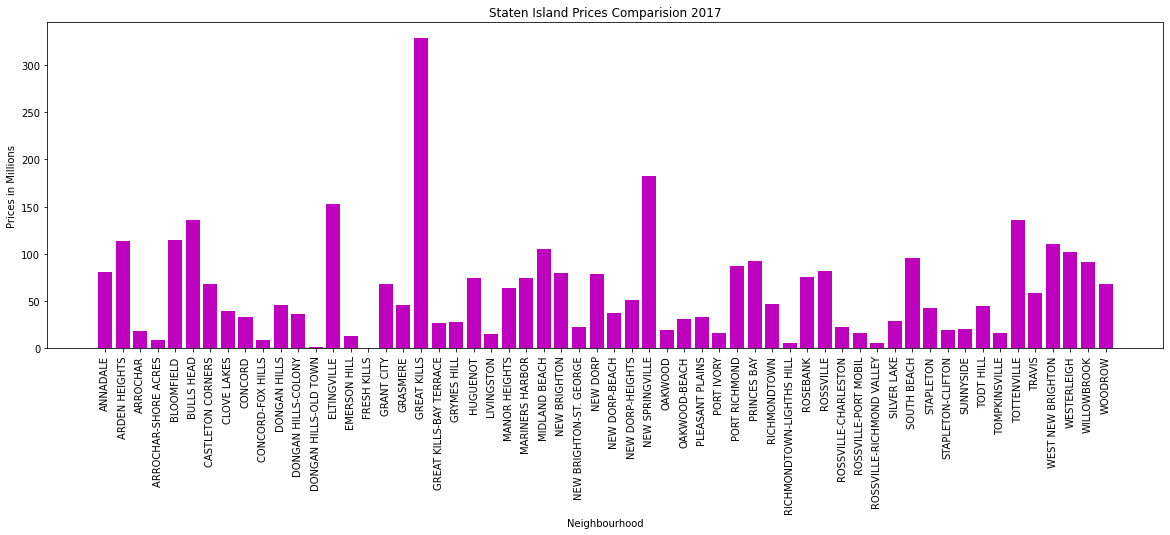 Staten Island Prices Comparision 2017
Prices in Millions
300
250
200
150
100
50
0
ANNADALE
ARDEN HEIGHTS
ARROCHAR
ARROCHAR-SHORE ACRES
BLOOMFIELD
BULLS HEAD
CASTLETON CORNERS
CLOVE LAKES
CONCORD
CONCORD-FOX HILLS
DONGAN HILLS
DONGAN HILLS-COLONY
DONGAN HILLS-OLD TOWN
ELTINGVILLE
EMERSON HILL
FRESH KILLS
GRANT CITY
GRASMERE
GREAT KILLS
GREAT KILLS-BAY TERRACE
GRYMES HILL
HUGUENOT
LIVINGSTON
MANOR HEIGHTS
MARINERS HARBOR
MIDLAND BEACH
NEW BRIGHTON
NEW BRIGHTON-ST. GEORGE
NEW DORP
NEW DORP-BEACH
NEW DORP-HEIGHTS
NEW SPRINGVILLE
OAKWOOD
OAKWOOD-BEACH
PLEASANT PLAINS
PORT IVORY
PORT RICHMOND
PRINCES BAY
RICHMONDTOWN
RICHMONDTOWN-LIGHTHS HILL
ROSEBANK
ROSSVILLE
ROSSVILLE-CHARLESTON
ROSSVILLE-PORT MOBIL
ROSSVILLE-RICHMOND VALLEY
SILVER LAKE
SOUTH BEACH
STAPLETON
STAPLETON-CLIFTON
SUNNYSIDE
TODT HILL
TOMPKINSVILLE
TOTTENVILLE
TRAVIS
WEST NEW BRIGHTON
WESTERLEIGH
WILLOWBROOK
WOODROW
Neighbourhood